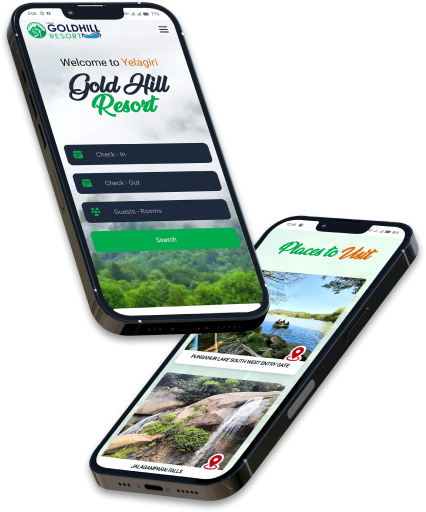 GOLDHILL
RESORT
Welcome to Yelagiri
Gold Hill
Resort
Check - In
Check - Out
Guests - Rooms
Search
Places to Visit
PUNGANUR LAKE SOUTH WEST ENTRY GATE
JALAGAMPARAI FALLS